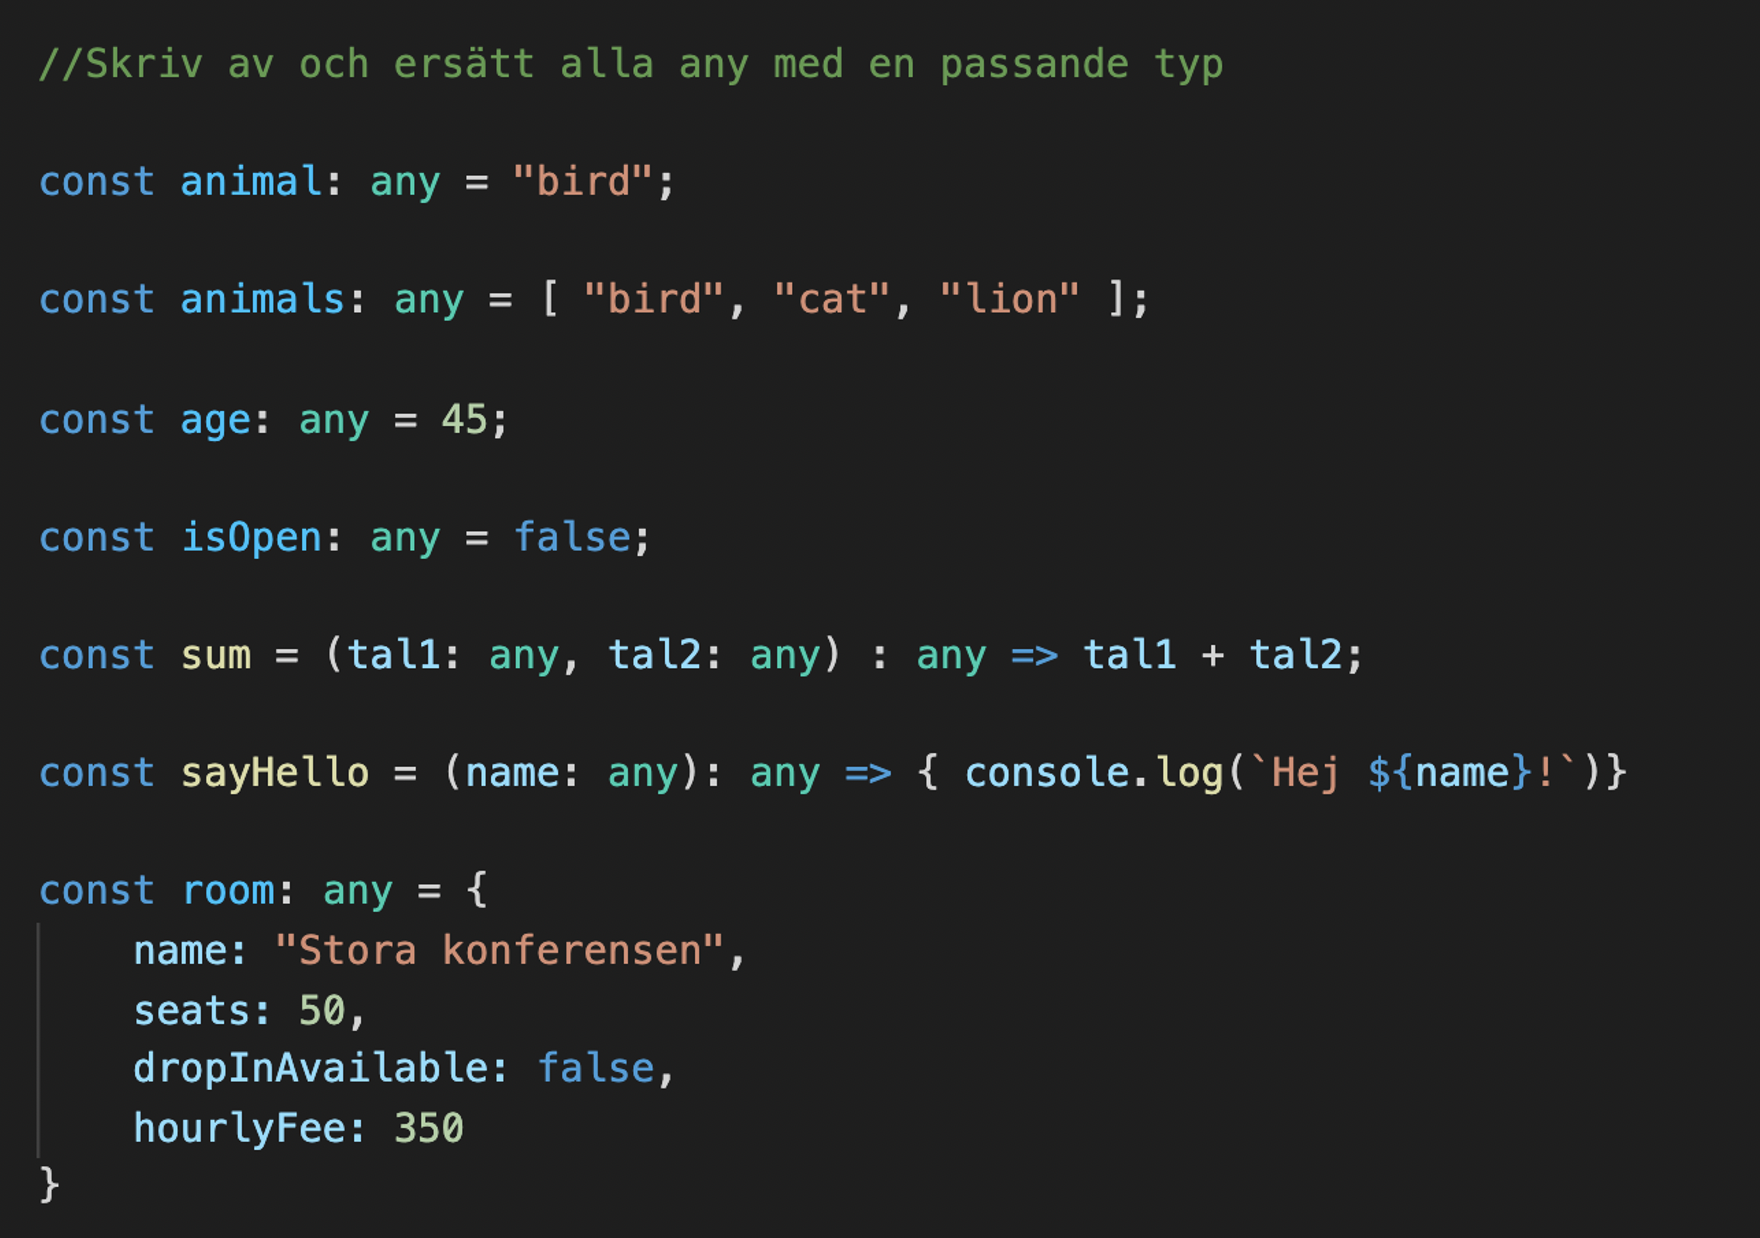 //Skriv av och ersätt alla any med en passande typ
const animal: any = "bird";
const animals: any = [ "bird", "cat", "lion" ];
const age: any = 45;
const isOpen: any = false;
const sum = (tal1: any, tal2: any) : any => tal1 + tal2;
const sayHello = (name: any): any => { console.log(`Hej ${name}!`)}
const room: any = {
    name: "Stora konferensen",
    seats: 50,
    dropInAvailable: false,
    hourlyFee: 350
}